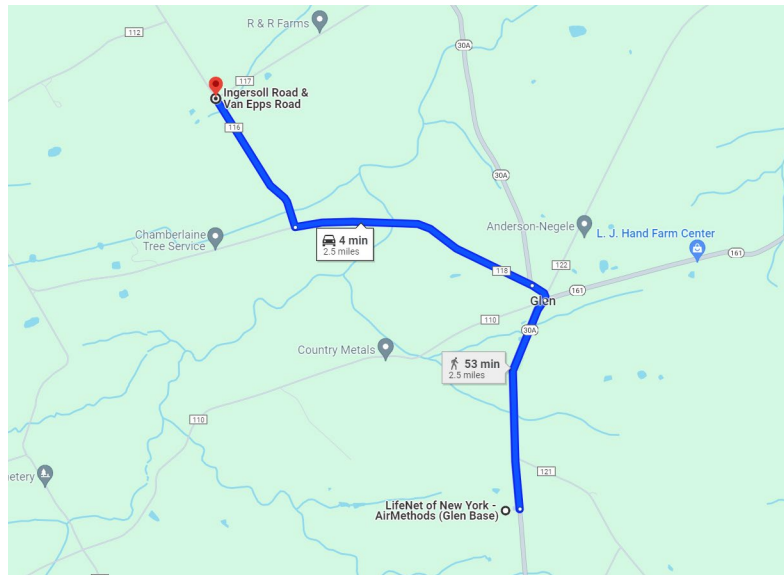 R & R Farms
112
30A
117
Ingersoll Road &
Van Epps Road
116
30A
Chamberlaine
Tree Service
4 min
2.5 miles
Anderson-Negele
L. J. Hand Farm Center
161
122
118
161
Glen
110
30A
Country Metals
53 min
2.5 miles
110
121
LifeNet of New York -
AirMethods (Glen Base)